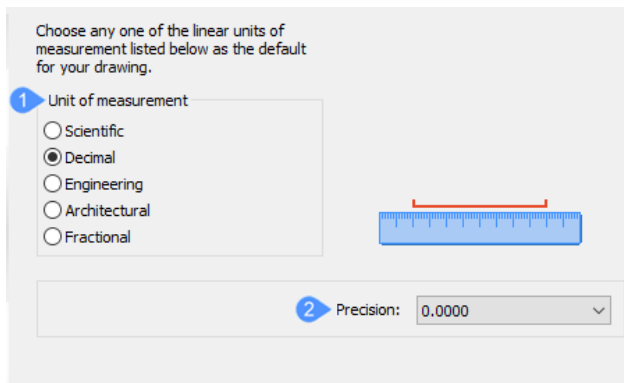 Choose any one of the linear units of
measurement listed below as the default
for your drawing.
1 Unit of measurement
Scientific
Decimal
Engineering
Architectural
Fractional
2 Precision: 0.0000